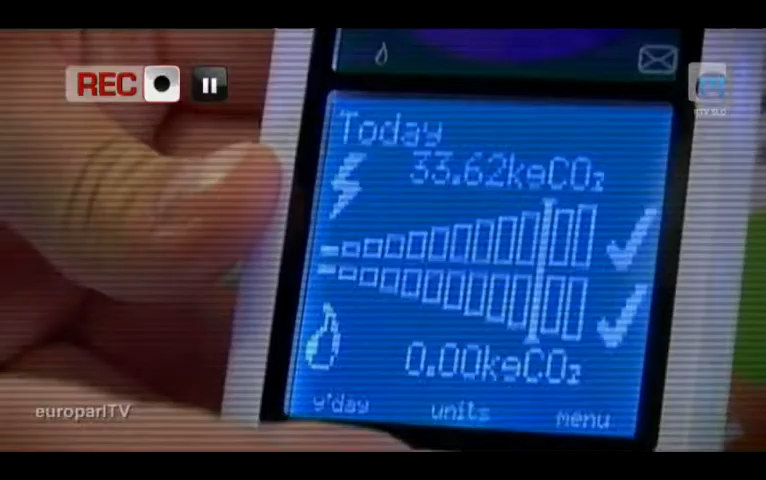 REC
Today
33.62kgCO₂
0.00kgCO₂
y'day units menu
europarlTV